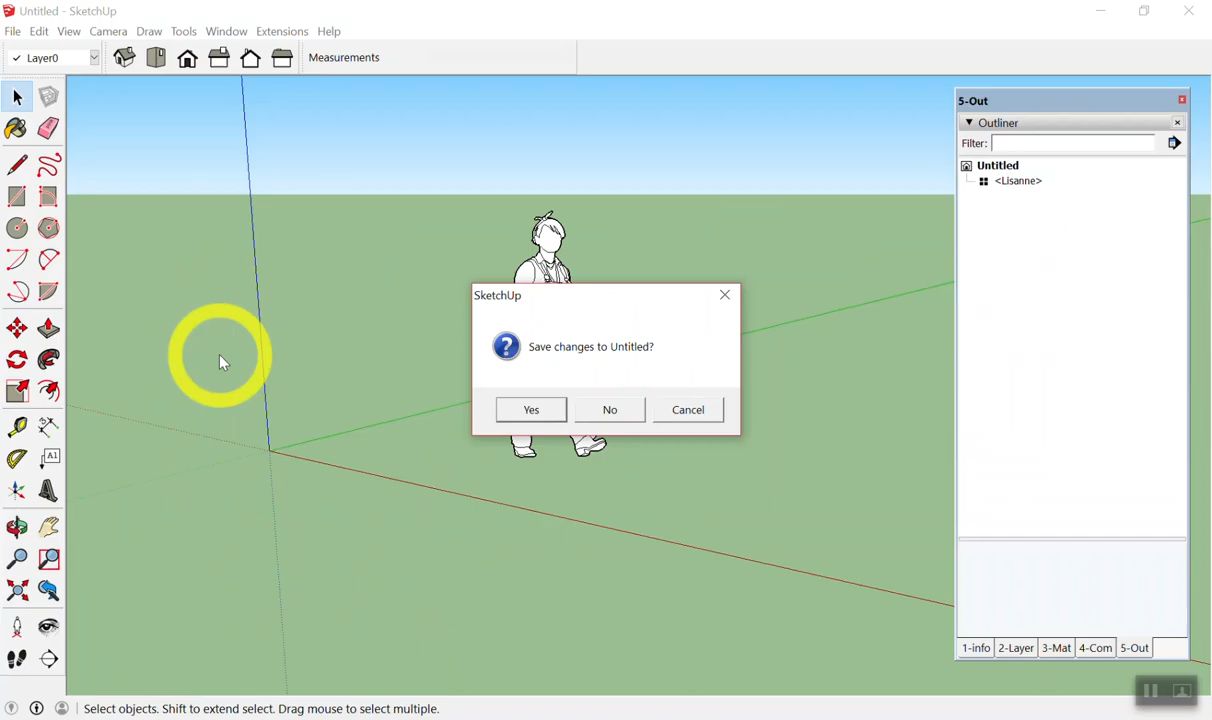 Untitled - SketchUp
File Edit View Camera Draw Tools Window Extensions Help
Layer0 Measurements
5-Out
Outliner
Filter:
Untitled
<Lisanne>
SketchUp
Save changes to Untitled?
Yes No Cancel
A1
1-info 2-Layer 3-Mat 4-Com 5-Out
Select objects. Shift to extend select. Drag mouse to select multiple.